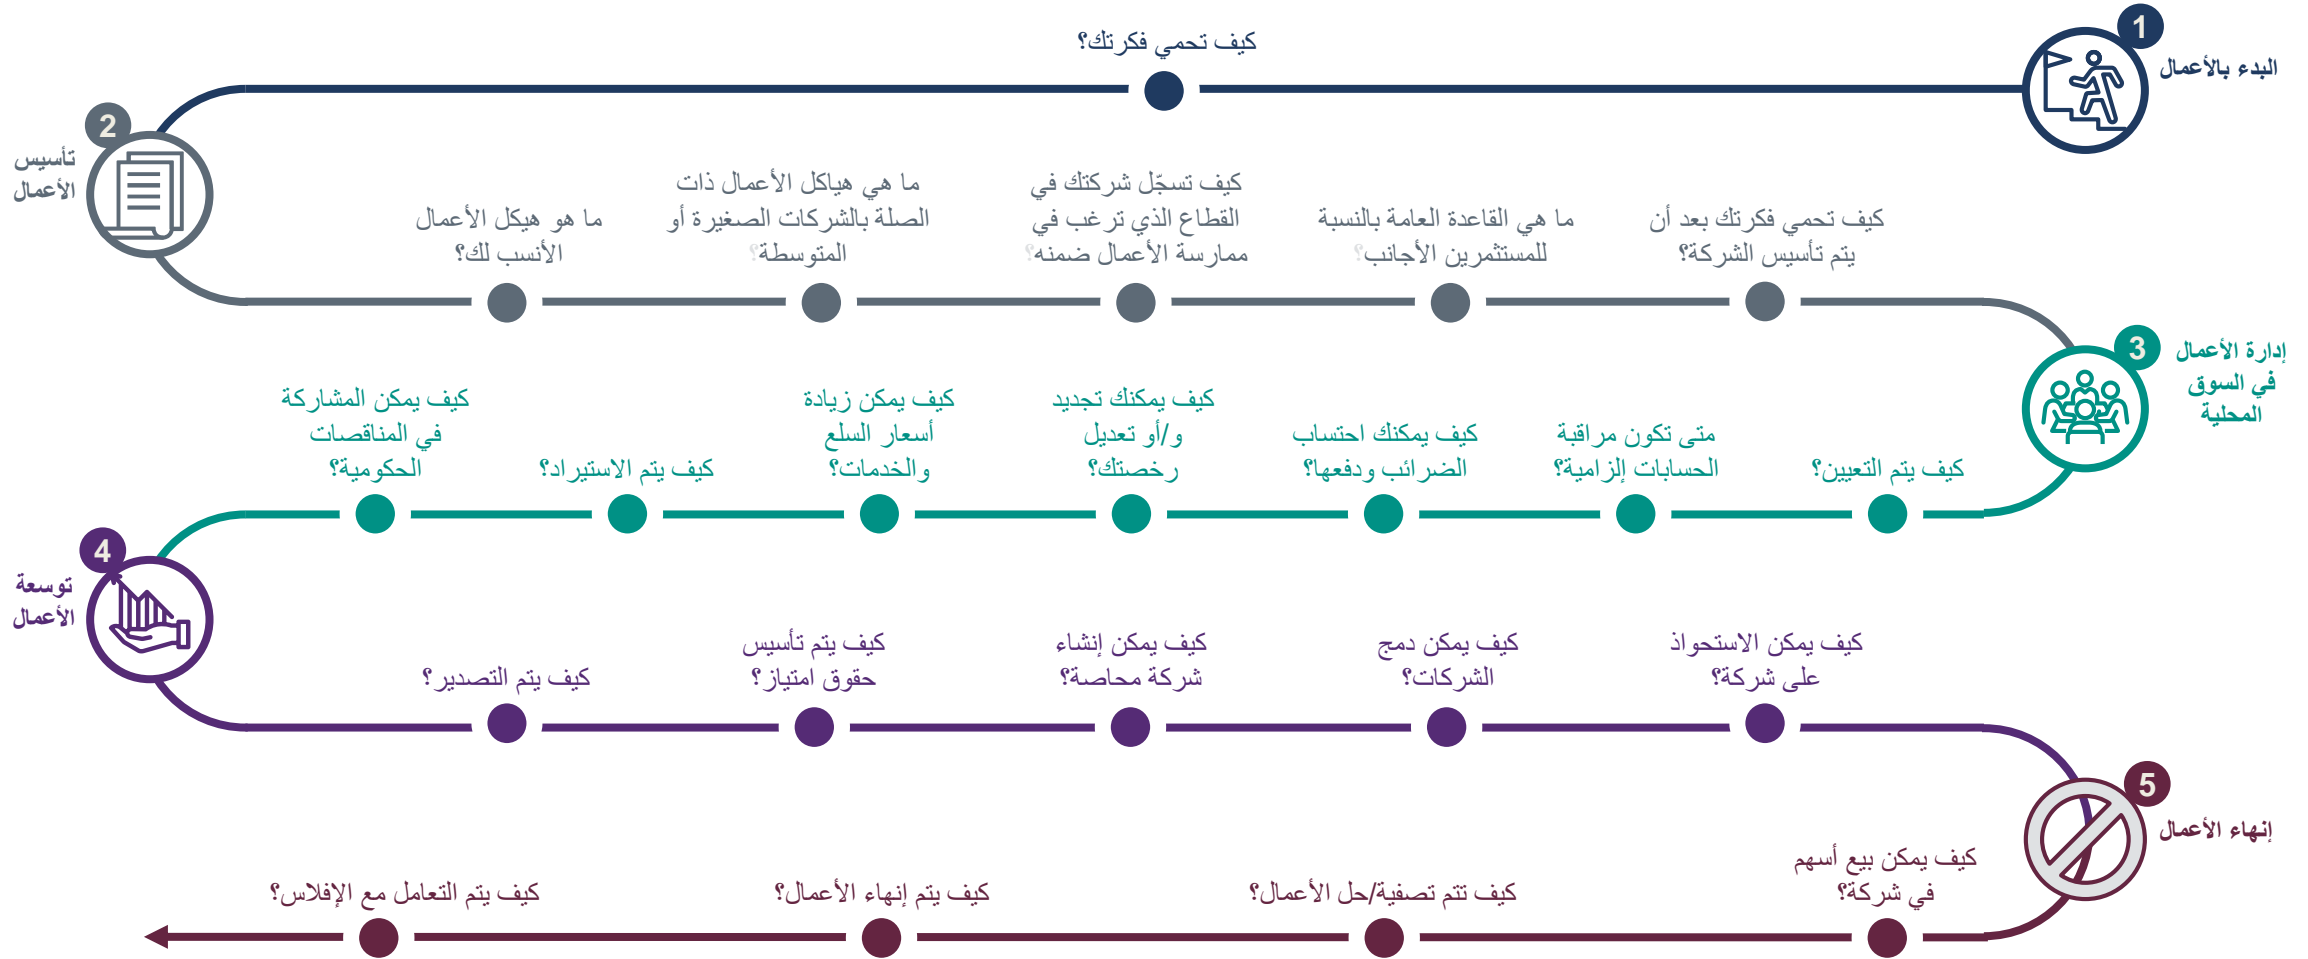 1
البدء بالأعمال
كيف تحمي فكرتك؟
2
تأسيس
الأعمال
ما هو هيكل الأعمال
الأنسب لك؟
ما هي هياكل الأعمال ذات
الصلة بالشركات الصغيرة أو
المتوسطة؟
كيف تسجّل شركتك في
القطاع الذي ترغب في
ممارسة الأعمال ضمنه؟
ما هي القاعدة العامة بالنسبة
للمستثمرين الأجانب؟
كيف تحمي فكرتك بعد أن
يتم تأسيس الشركة؟
3
إدارة الأعمال
في السوق
المحلية
كيف يتم التعيين؟
متى تكون مراقبة
الحسابات إلزامية؟
كيف يمكنك احتساب
الضرائب ودفعها؟
كيف يمكنك تجديد
و/أو تعديل
رخصتك؟
كيف يمكن زيادة
أسعار السلع
والخدمات؟
كيف يتم الاستيراد؟
كيف يمكن المشاركة
في المناقصات
الحكومية؟
4
توسعة
الأعمال
كيف يتم التصدير؟
كيف يتم تأسيس
حقوق امتياز؟
كيف يمكن إنشاء
شركة محاصة؟
كيف يمكن دمج
الشركات؟
كيف يمكن الاستحواذ
على شركة؟
5
إنهاء الأعمال
كيف يمكن بيع أسهم
في شركة؟
كيف تتم تصفية/حل الأعمال؟
كيف يتم إنهاء الأعمال؟
كيف يتم التعامل مع الإفلاس؟